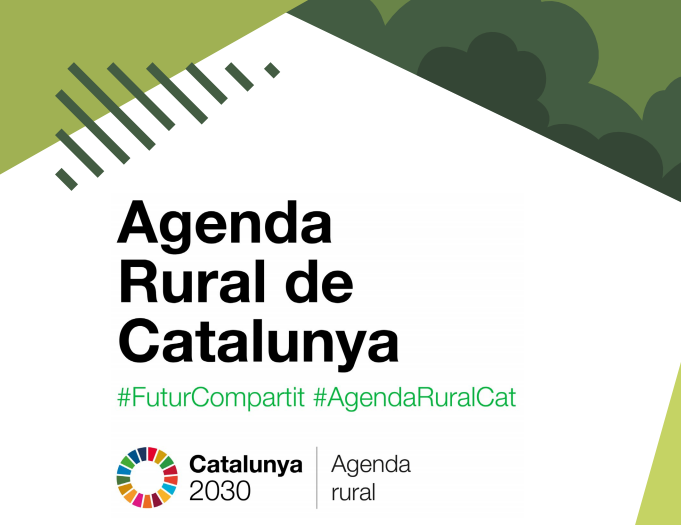 Agenda
Rural de
Catalunya
#FuturCompartit #AgendaRuralCat
Catalunya
2030
Agenda
rural